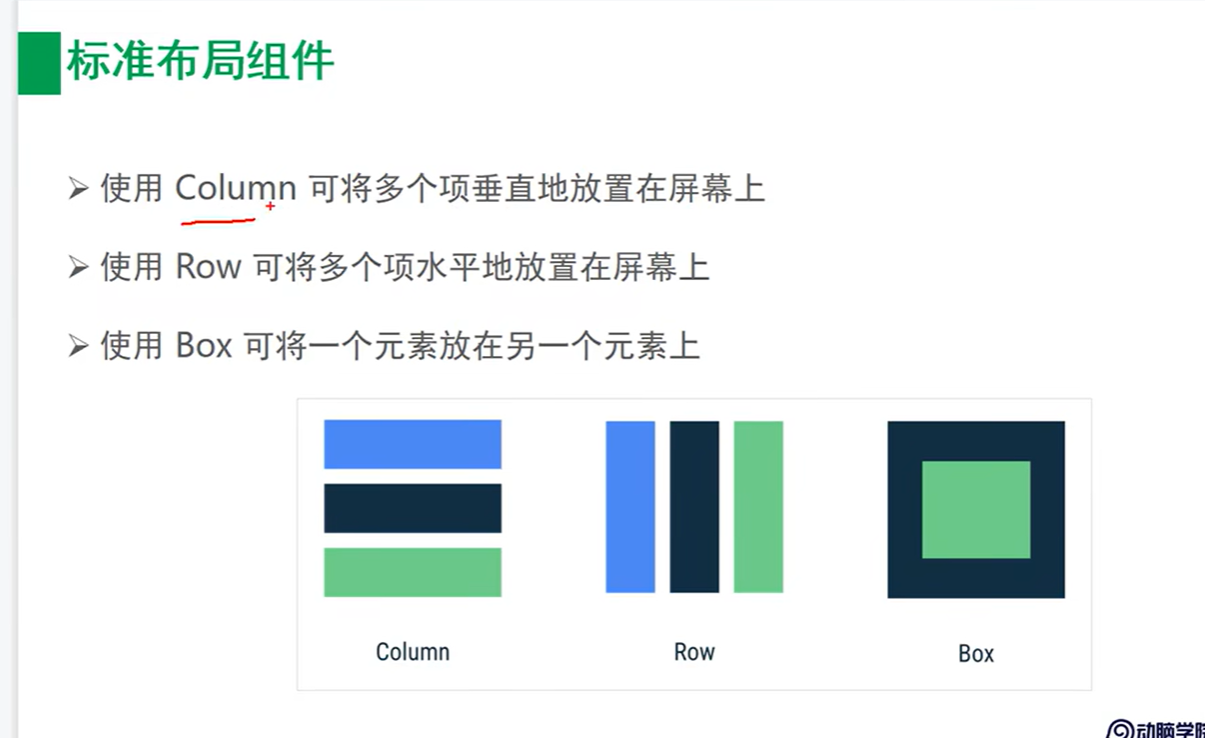 标准布局组件
使用 Column 可将多个项垂直地放置在屏幕上
使用 Row 可将多个项水平地放置在屏幕上
使用 Box 可将一个元素放在另一个元素上
Column
Row
Box
动脑学院